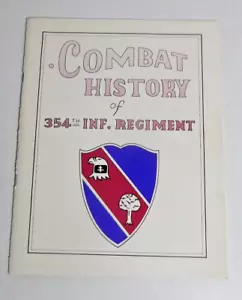 COMBAT
HISTORY
of
354TH INF. REGIMENT